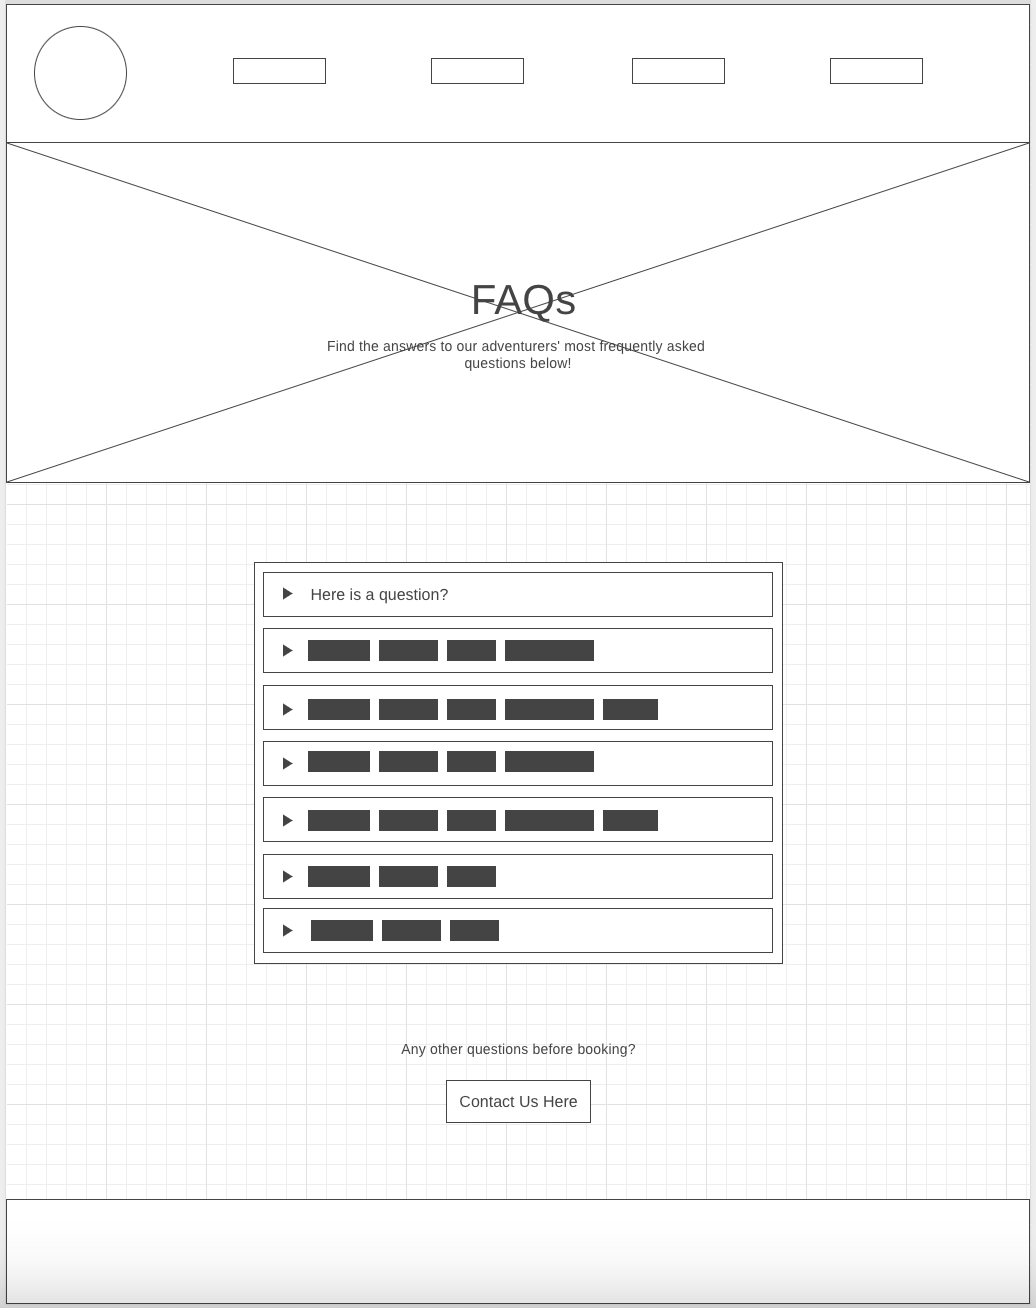 FAQs
Find the answers to our adventurers' most frequently asked
questions below!
Here is a question?
Any other questions before booking?
Contact Us Here